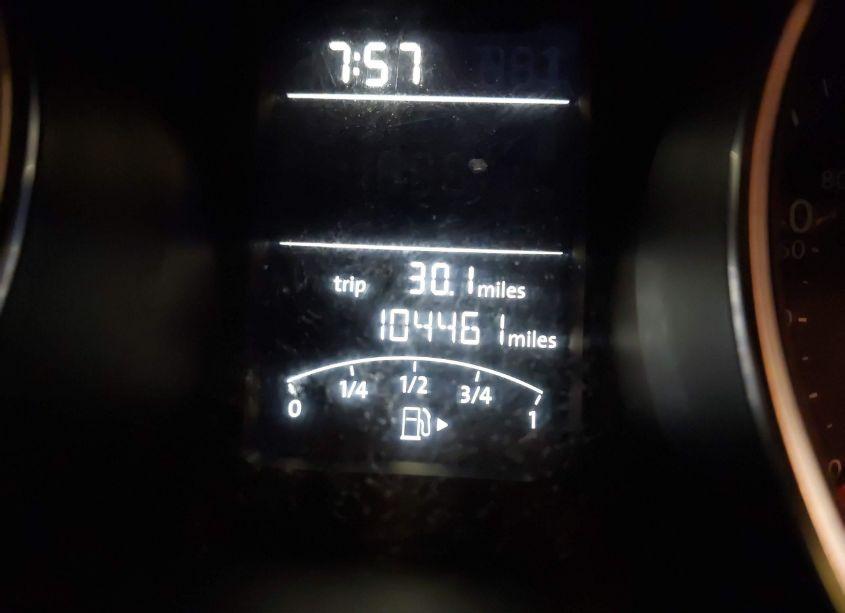 7:57
trip 30.1 miles
104461 miles
0 1/4 1/2 3/4 1